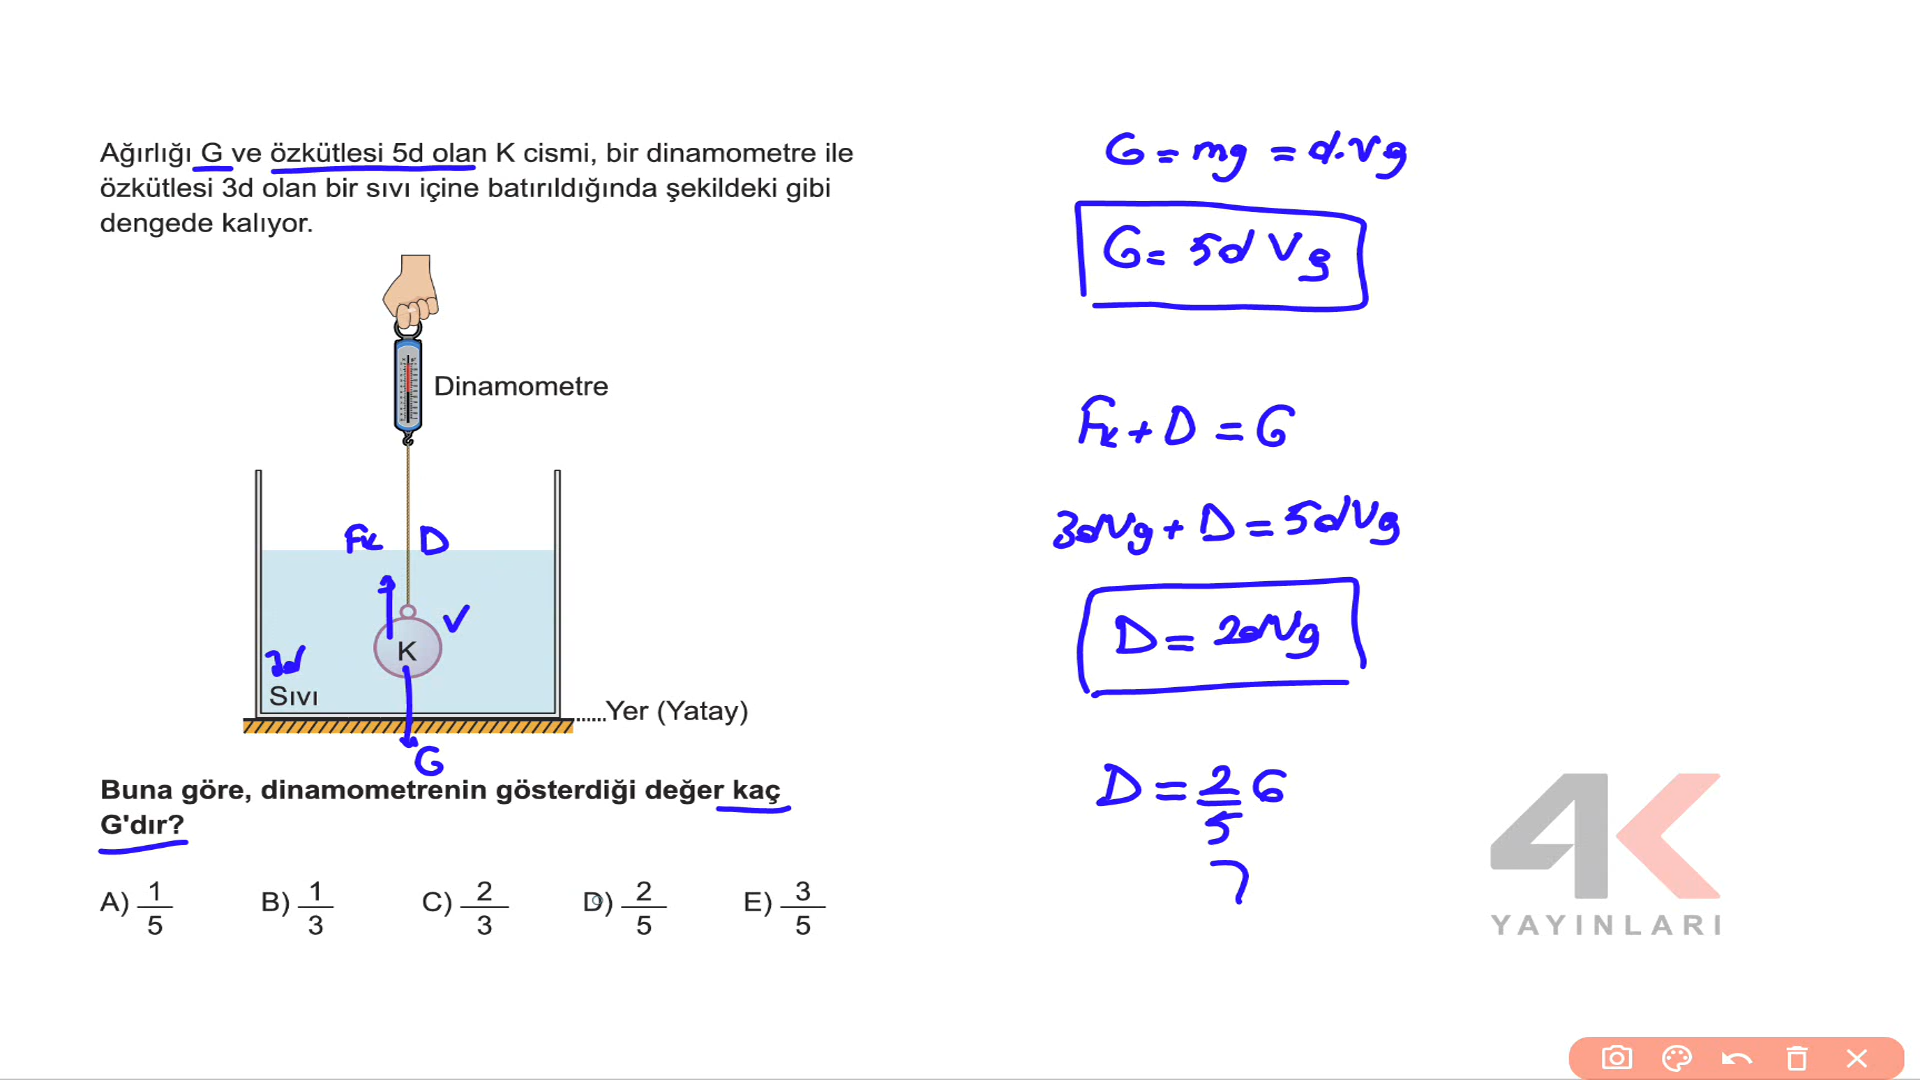 Ağırlığı G ve özkütlesi 5d olan K cismi, bir dinamometre ile
özkütlesi 3d olan bir sıvı içine batırıldığında şekildeki gibi
dengede kalıyor.
Dinamometre
Fk D
V
K
3d
Sıvı
Yer (Yatay)
G
Buna göre, dinamometrenin gösterdiği değer kaç
G'dır?
A) 1/5 B) 1/3 C) 2/3 D) 2/5 E) 3/5
G = mg = d.Vg
G = 5d Vg
Fk + D = G
3dVg + D = 5dVg
D = 2dVg
D = 2/5 G
4K
YAYINLARI